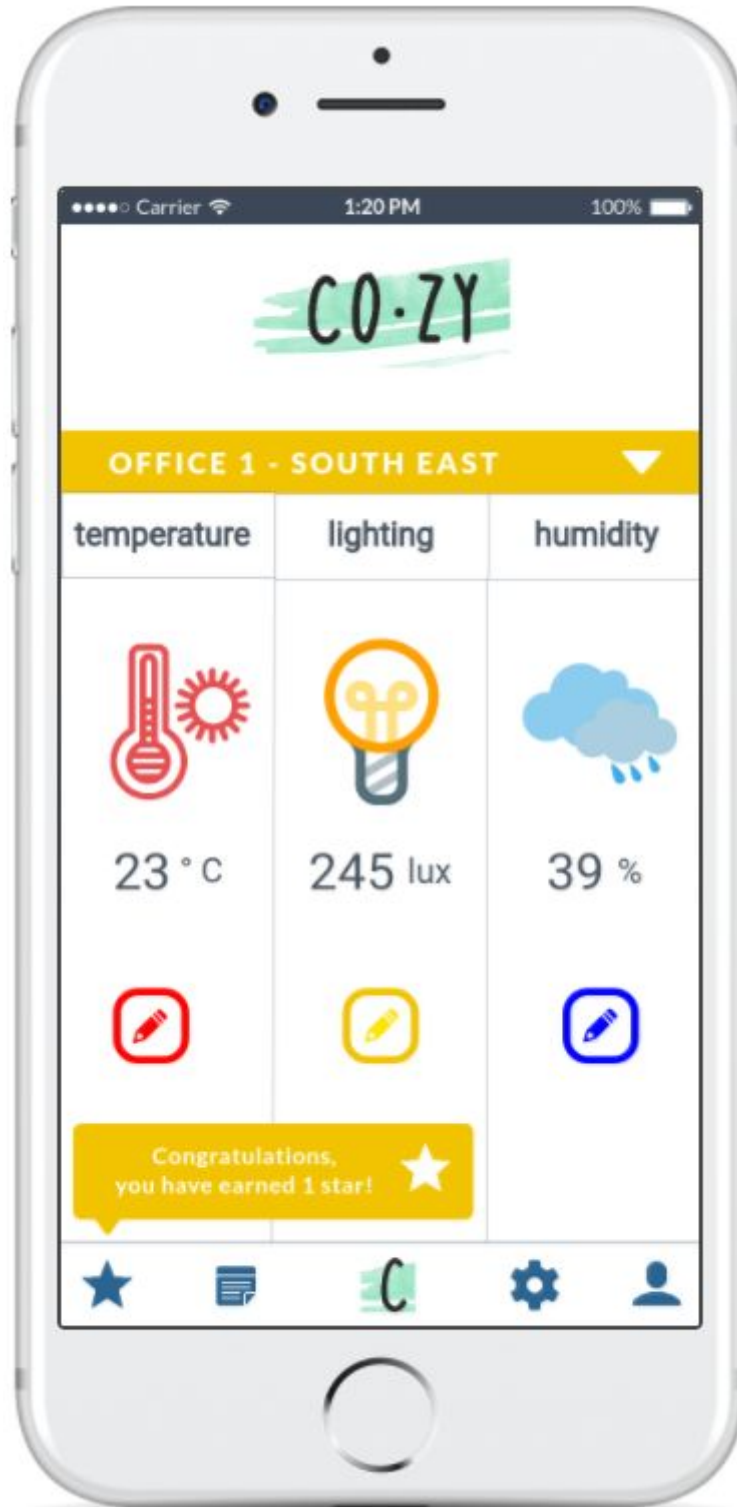 Carrier 1:20 PM 100%
CO·ZY
OFFICE 1 - SOUTH EAST
temperature lighting humidity
23 ° C 245 lux 39 %
Congratulations,
you have earned 1 star!
C